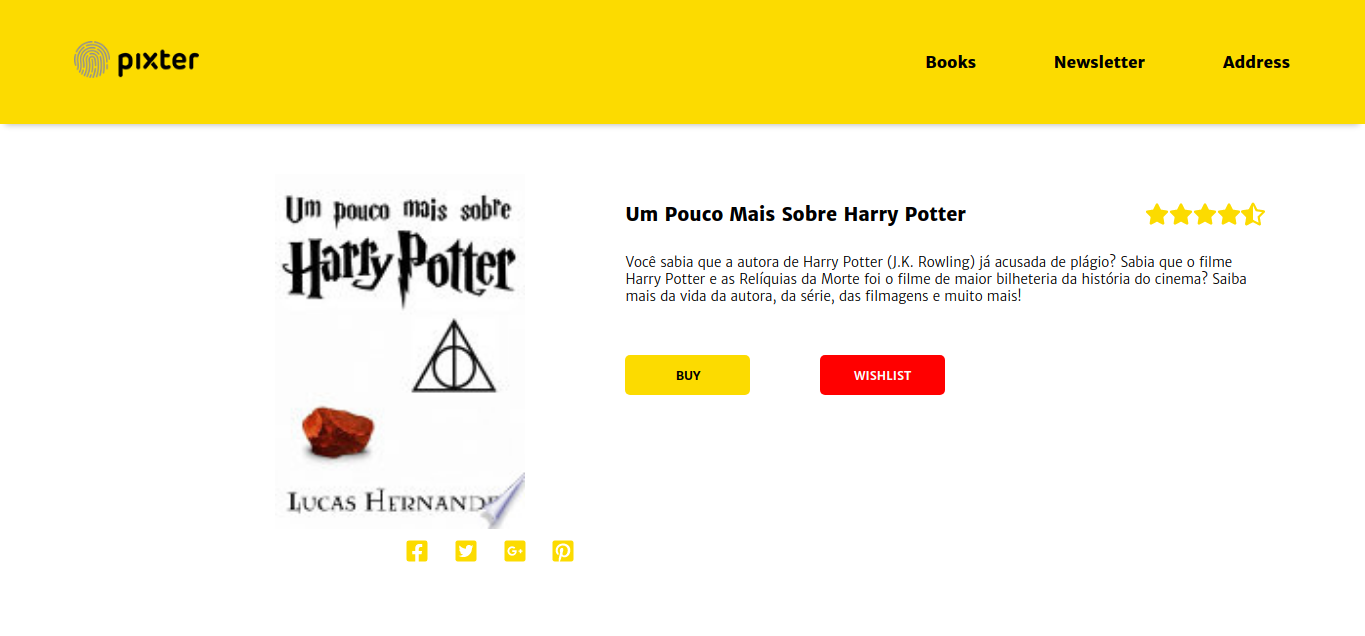 pixter
Books
Newsletter
Address
Um pouco mais sobre
Harry Potter
Lucas
Um Pouco Mais Sobre Harry Potter
Você sabia que a autora de Harry Potter (J.K. Rowling) já acusada de plágio? Sabia que o filme
Harry Potter e as Relíquias da Morte foi o filme de maior bilheteria da história do cinema? Saiba
mais da vida da autora, da série, das filmagens e muito mais!
BUY
WISHLIST
G+